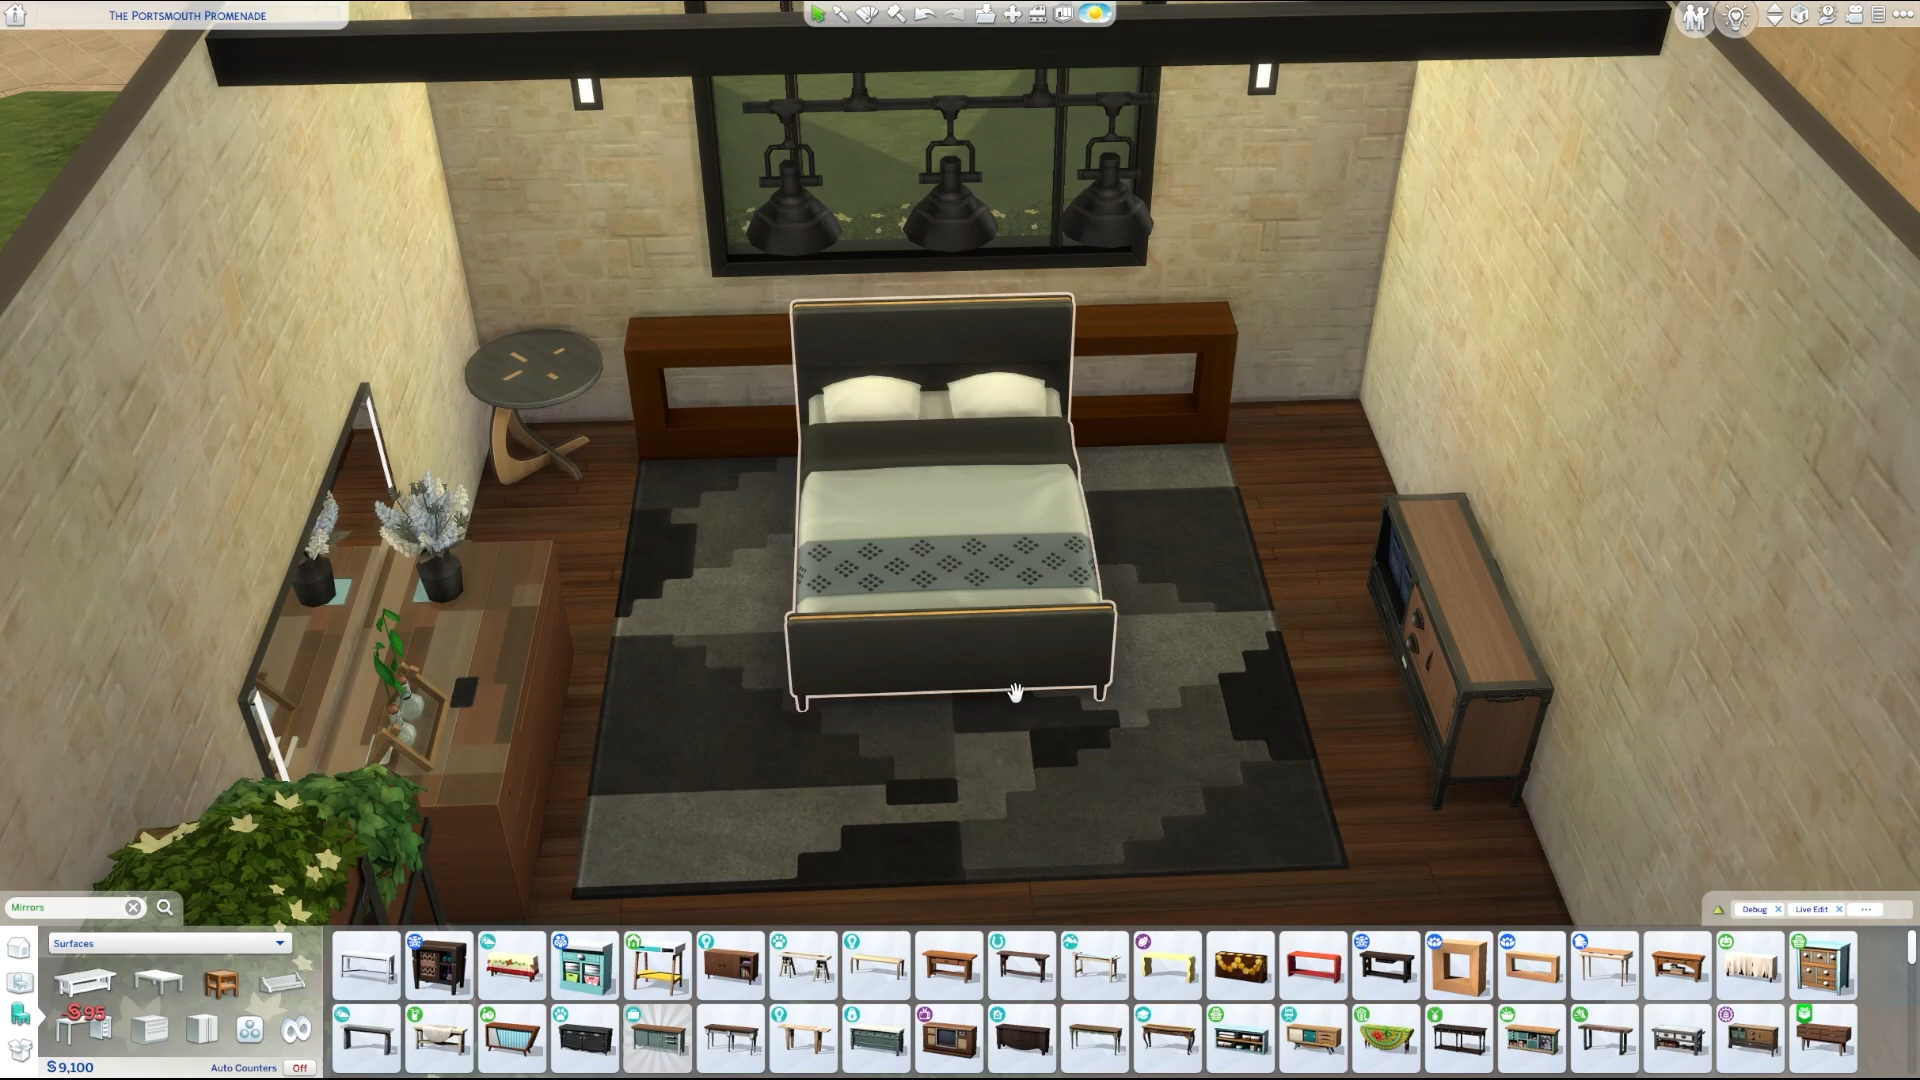 The Portsmouth Promenade
Mirrors
Debug
Live Edit
Surfaces
-§95
§9,100
Auto Counters
Off